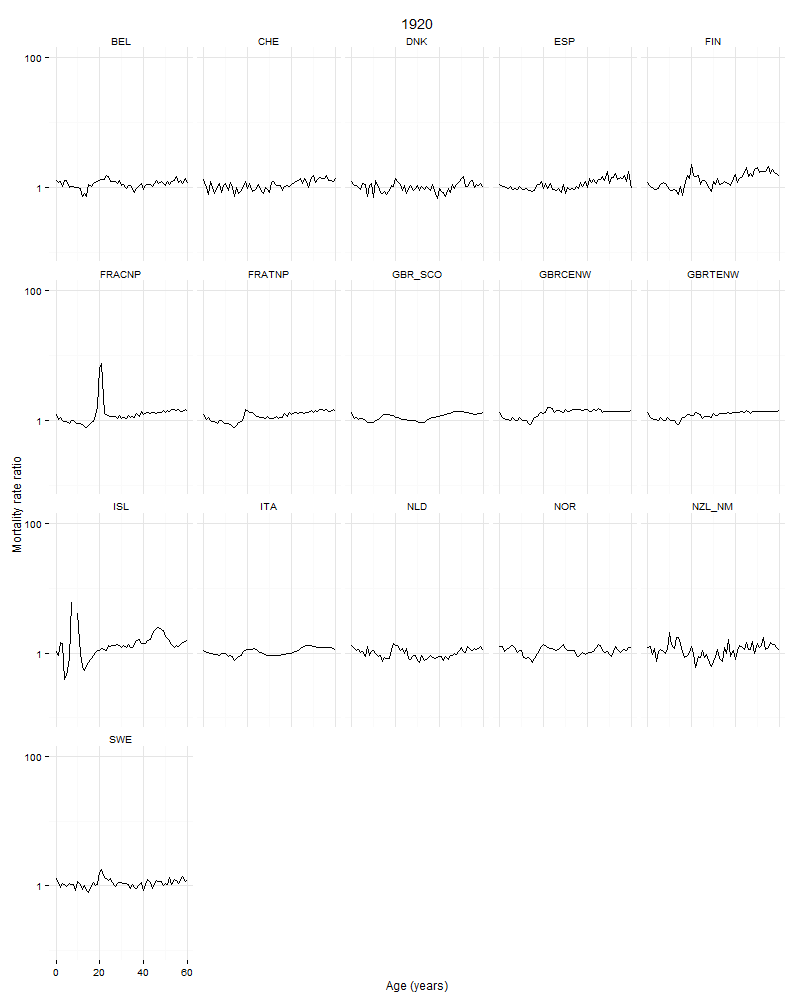 1920
BEL CHE DNK ESP FIN
100
1
FRACNP FRATNP GBR_SCO GBRCENW GBRTENW
100
1
Mortality rate ratio
ISL ITA NLD NOR NZL_NM
100
1
SWE
100
1
0 20 40 60
Age (years)